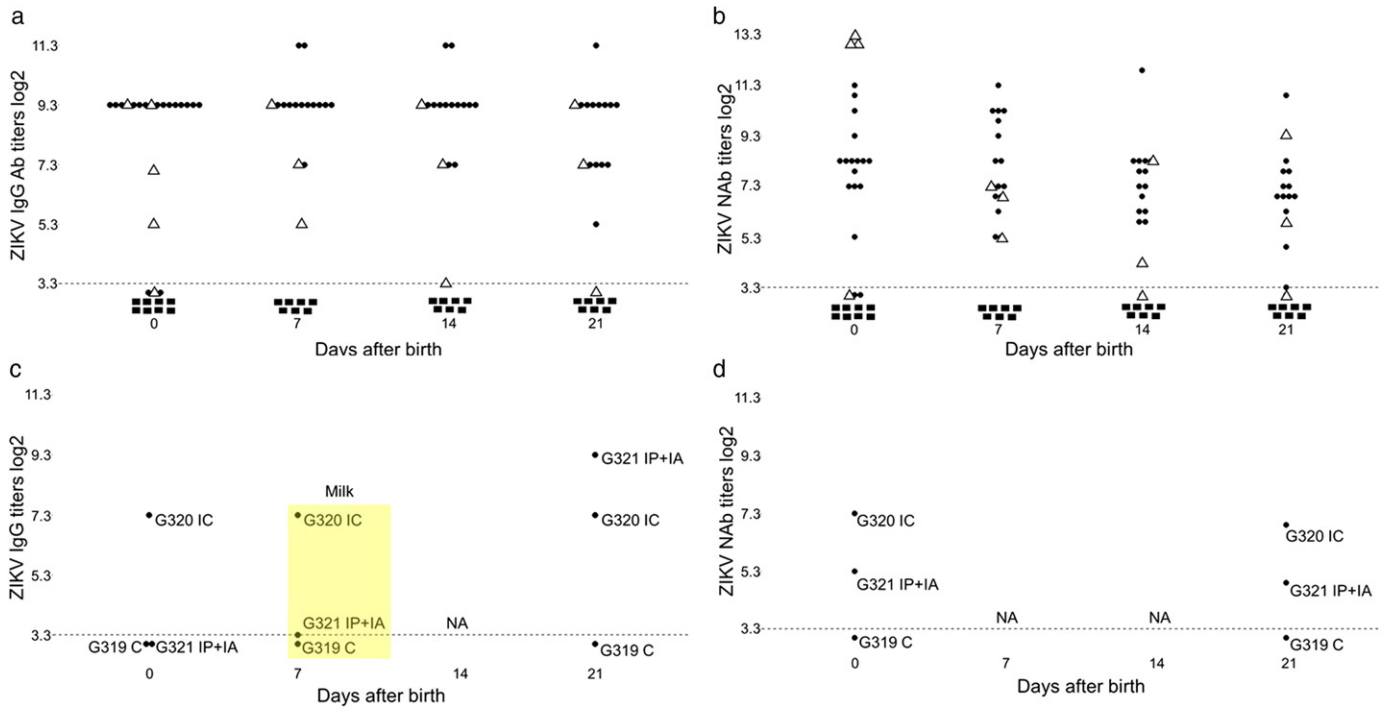 a
ZIKV IgG Ab titers log2
11.3
9.3
7.3
5.3
3.3
0 7 14 21
Davs after birth
b
ZIKV NAb titers log2
13.3
11.3
9.3
7.3
5.3
3.3
0 7 14 21
Days after birth
c
ZIKV IgG titers log2
11.3
9.3
G321 IP+IA
Milk
7.3
G320 IC G320 IC G320 IC
5.3
G321 IP+IA NA
3.3
G319 C G321 IP+IA G319 C G319 C
0 7 14 21
Days after birth
d
ZIKV NAb titers log2
11.3
9.3
7.3
G320 IC G320 IC
5.3
G321 IP+IA G321 IP+IA
NA NA
3.3
G319 C G319 C
0 7 14 21
Days after birth